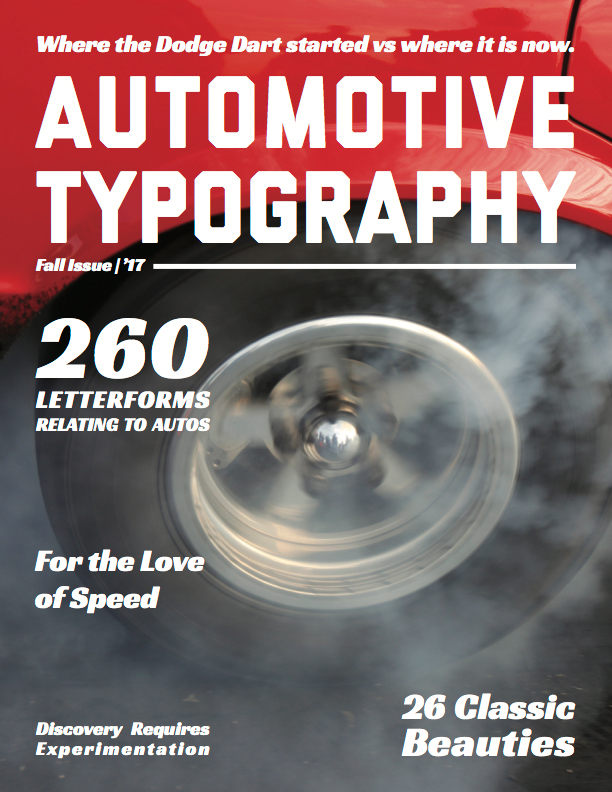 Where the Dodge Dart started vs where it is now.
AUTOMOTIVE
TYPOGRAPHY
Fall Issue | ’17
260
LETTERFORMS
RELATING TO AUTOS
For the Love
of Speed
26 Classic
Beauties
Discovery Requires
Experimentation